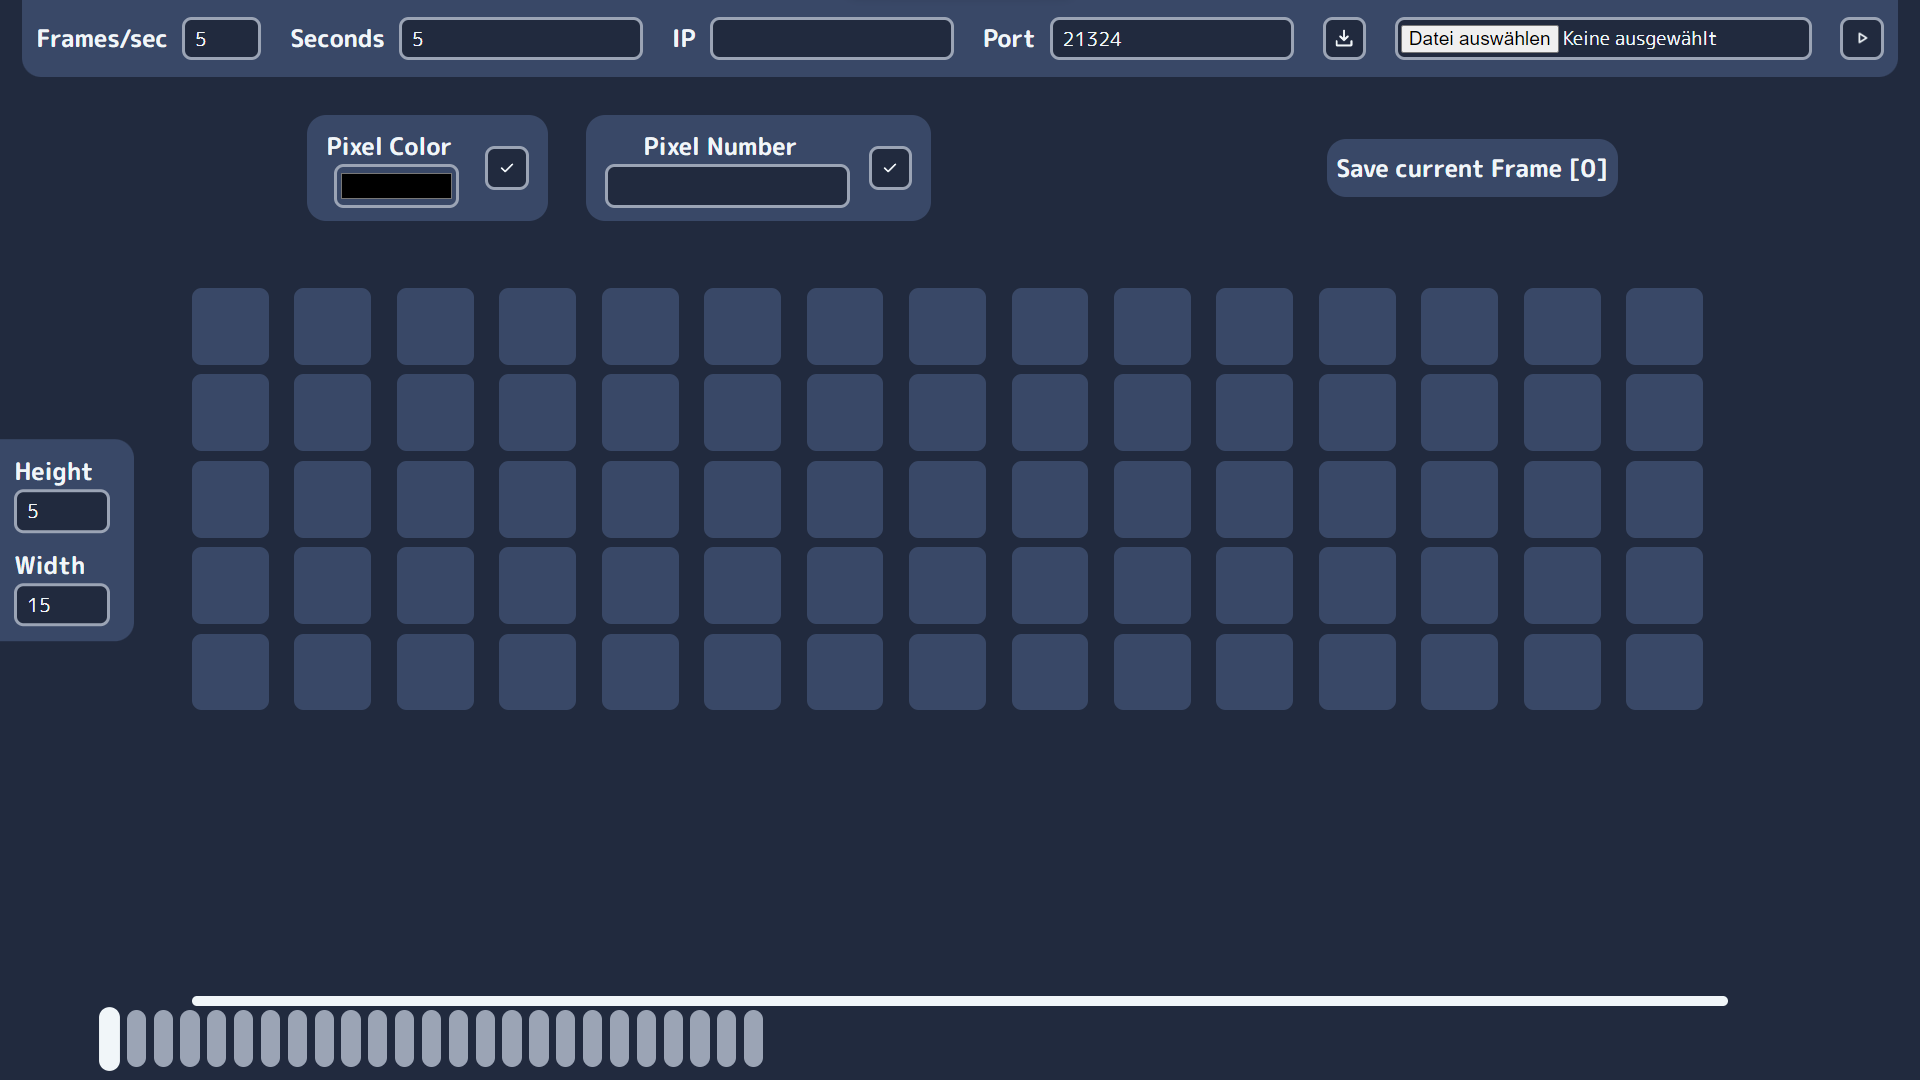 Frames/sec 5 Seconds 5 IP Port 21324 Datei auswählen Keine ausgewählt
Pixel Color
Pixel Number
Save current Frame [0]
Height
5
Width
15